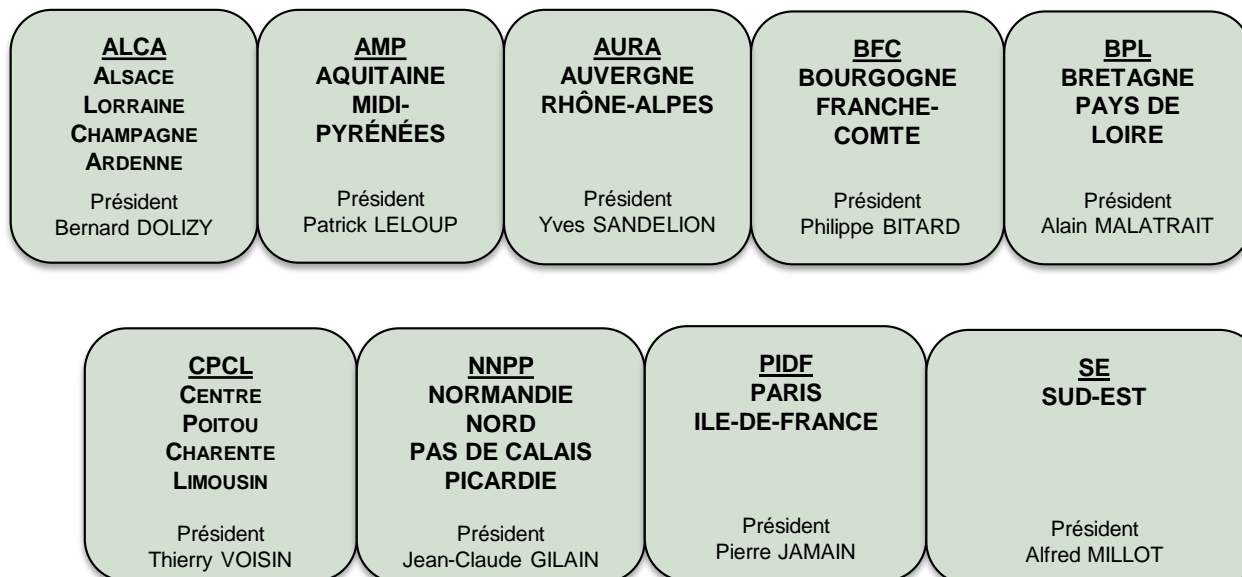 ALCA
ALSACE
LORRAINE
CHAMPAGNE
ARDENNE
Président
Bernard DOLIZY
AMP
AQUITAINE
MIDI-
PYRÉNÉES
Président
Patrick LELOUP
AURA
AUVERGNE
RHÔNE-ALPES
Président
Yves SANDELION
BFC
BOURGOGNE
FRANCHE-
COMTE
Président
Philippe BITARD
BPL
BRETAGNE
PAYS DE
LOIRE
Président
Alain MALATRAIT
CPCL
CENTRE
POITOU
CHARENTE
LIMOUSIN
Président
Thierry VOISIN
NNPP
NORMANDIE
NORD
PAS DE CALAIS
PICARDIE
Président
Jean-Claude GILAIN
PIDF
PARIS
ILE-DE-FRANCE
Président
Pierre JAMAIN
SE
SUD-EST
Président
Alfred MILLOT